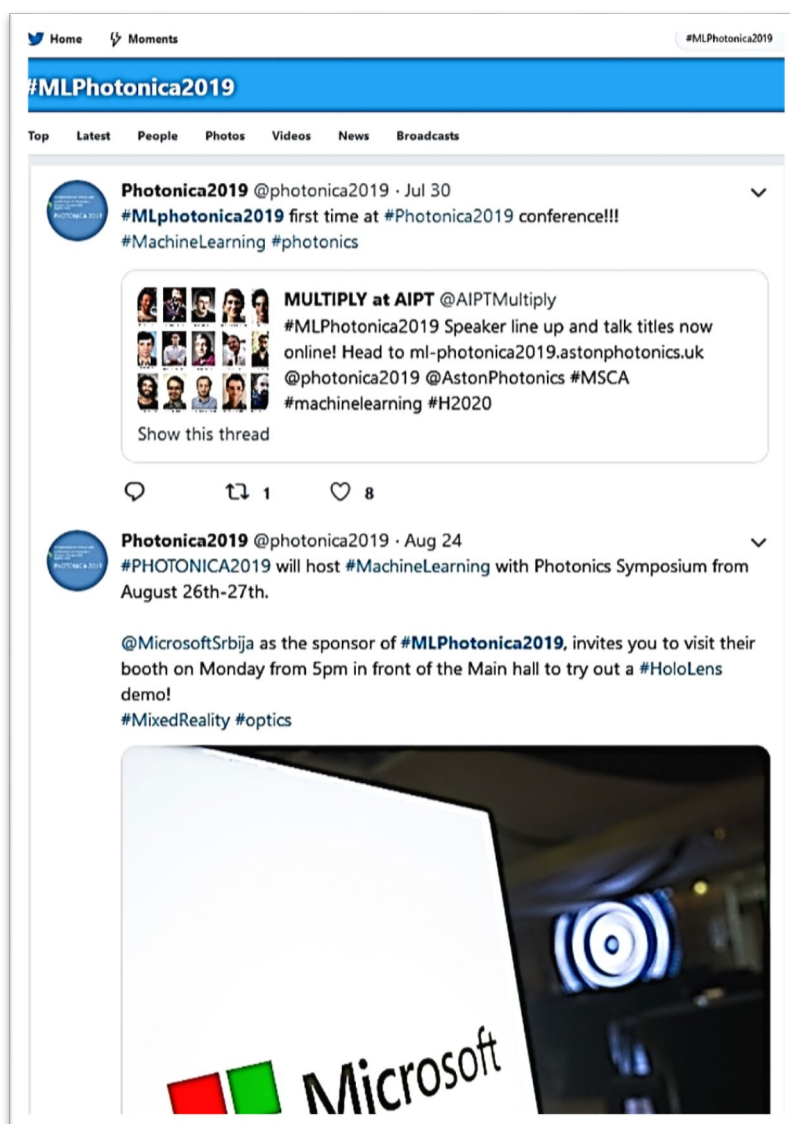 Home Moments #MLPhotonica2019
#MLPhotonica2019
Top Latest People Photos Videos News Broadcasts
Photonica2019 @photonica2019 · Jul 30
#MLphotonica2019 first time at #Photonica2019 conference!!!
#MachineLearning #photonics
MULTIPLY at AIPT @AIPTMultiply
#MLPhotonica2019 Speaker line up and talk titles now
online! Head to ml-photonica2019.astonphotonics.uk
@photonica2019 @AstonPhotonics #MSCA
#machinelearning #H2020
Show this thread
1 8
Photonica2019 @photonica2019 · Aug 24
#PHOTONICA2019 will host #MachineLearning with Photonics Symposium from
August 26th-27th.
@MicrosoftSrbija as the sponsor of #MLPhotonica2019, invites you to visit their
booth on Monday from 5pm in front of the Main hall to try out a #HoloLens
demo!
#MixedReality #optics
Microsoft